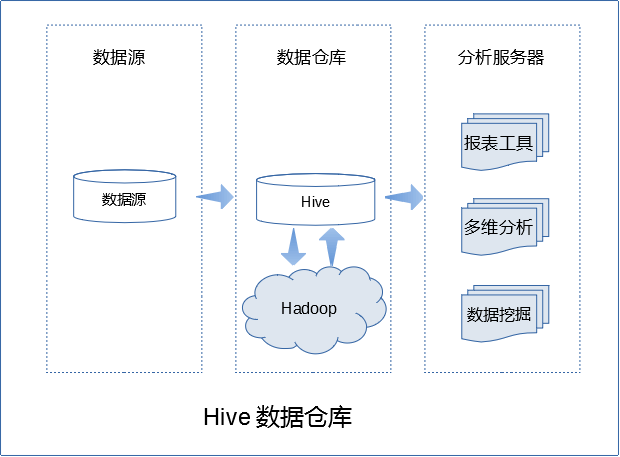 数据源
数据仓库
分析服务器
数据源
Hive
Hadoop
报表工具
多维分析
数据挖掘
Hive 数据仓库